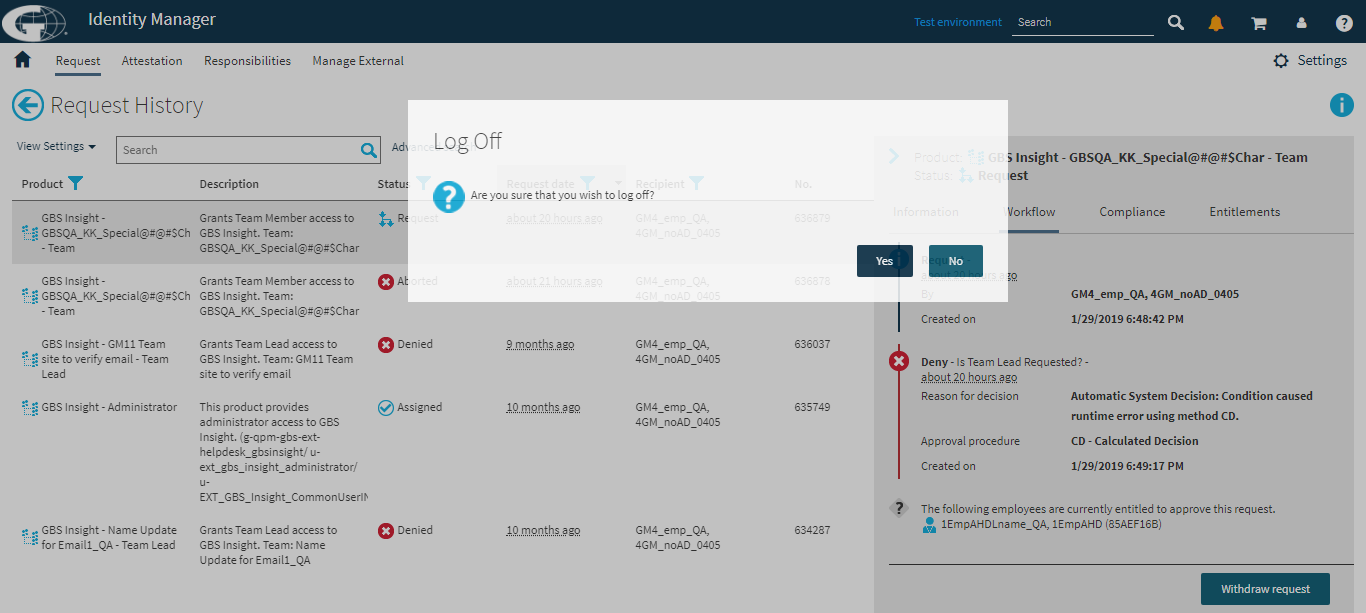 Identity Manager
Test environment
Search
Request
Attestation
Responsibilities
Manage External
Settings
Request History
View Settings
Search
Advanced
Product
Description
Status
Request date
Recipient
No.
GBS Insight -
GBSQA_KK_Special@#@#$Ch
- Team
Grants Team Member access to
GBS Insight. Team:
GBSQA_KK_Special@#@#$Char
Request
about 20 hours ago
GM4_emp_QA,
4GM_noAD_0405
636879
GBS Insight -
GBSQA_KK_Special@#@#$Ch
- Team
Grants Team Member access to
GBS Insight. Team:
GBSQA_KK_Special@#@#$Char
Aborted
about 21 hours ago
GM4_emp_QA,
4GM_noAD_0405
636878
GBS Insight - GM11 Team
site to verify email - Team
Lead
Grants Team Lead access to
GBS Insight. Team: GM11 Team
site to verify email
Denied
9 months ago
GM4_emp_QA,
4GM_noAD_0405
636037
GBS Insight - Administrator
This product provides
administrator access to GBS
Insight. (g-qpm-gbs-ext-
helpdesk_gbsinsight/ u-
ext_gbs_insight_administrator/
u-
EXT_GBS_Insight_CommonUserIN
Assigned
10 months ago
GM4_emp_QA,
4GM_noAD_0405
635749
GBS Insight - Name Update
for Email1_QA - Team Lead
Grants Team Lead access to
GBS Insight. Team: Name
Update for Email1_QA
Denied
10 months ago
GM4_emp_QA,
4GM_noAD_0405
634287
Log Off
Are you sure that you wish to log off?
Yes
No
Product: GBS Insight - GBSQA_KK_Special@#@#$Char - Team
Status: Request
Information
Workflow
Compliance
Entitlements
Request -
about 20 hours ago
By
GM4_emp_QA, 4GM_noAD_0405
Created on
1/29/2019 6:48:42 PM
Deny - Is Team Lead Requested? -
about 20 hours ago
Reason for decision
Automatic System Decision: Condition caused
runtime error using method CD.
Approval procedure
CD - Calculated Decision
Created on
1/29/2019 6:49:17 PM
The following employees are currently entitled to approve this request.
1EmpAHDLname_QA, 1EmpAHD (85AEF16B)
Withdraw request